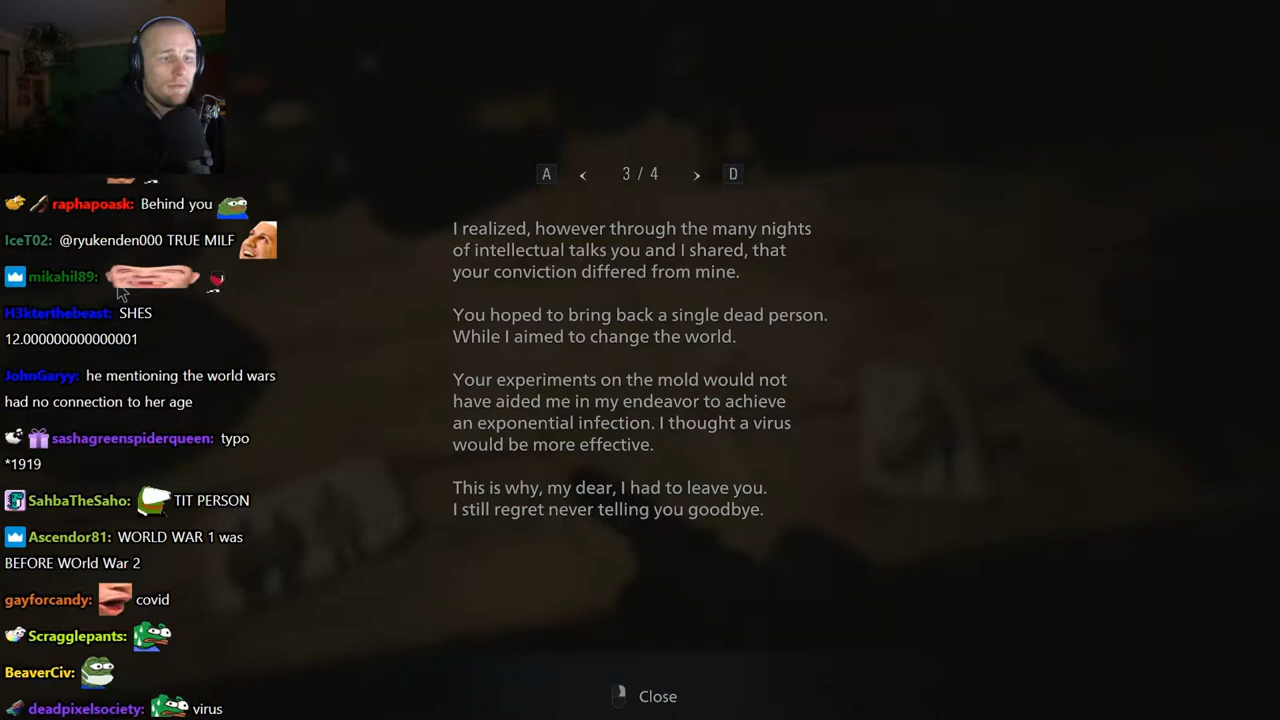 raphapoask: Behind you
IceT02: @ryukenden000 TRUE MILF
mikahil89:
H3kterthebeast: SHES
12.000000000000001
JohnGaryy: he mentioning the world wars
had no connection to her age
sashagreenspiderqueen: typo
*1919
SahbaTheSaho: TIT PERSON
Ascendor81: WORLD WAR 1 was
BEFORE WOrld War 2
gayforcandy: covid
Scragglepants:
BeaverCiv:
deadpixelsociety: virus
A < 3 / 4 > D
I realized, however through the many nights
of intellectual talks you and I shared, that
your conviction differed from mine.
You hoped to bring back a single dead person.
While I aimed to change the world.
Your experiments on the mold would not
have aided me in my endeavor to achieve
an exponential infection. I thought a virus
would be more effective.
This is why, my dear, I had to leave you.
I still regret never telling you goodbye.
Close